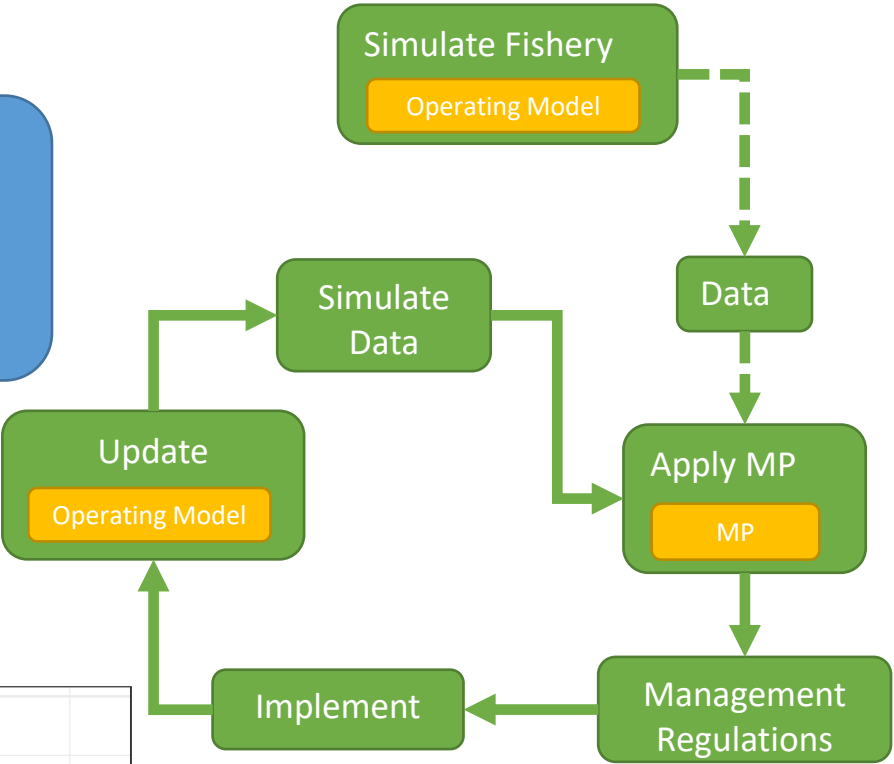 Simulate Fishery
Operating Model
Data
Simulate
Data
Update
Operating Model
Apply MP
MP
Implement
Management
Regulations